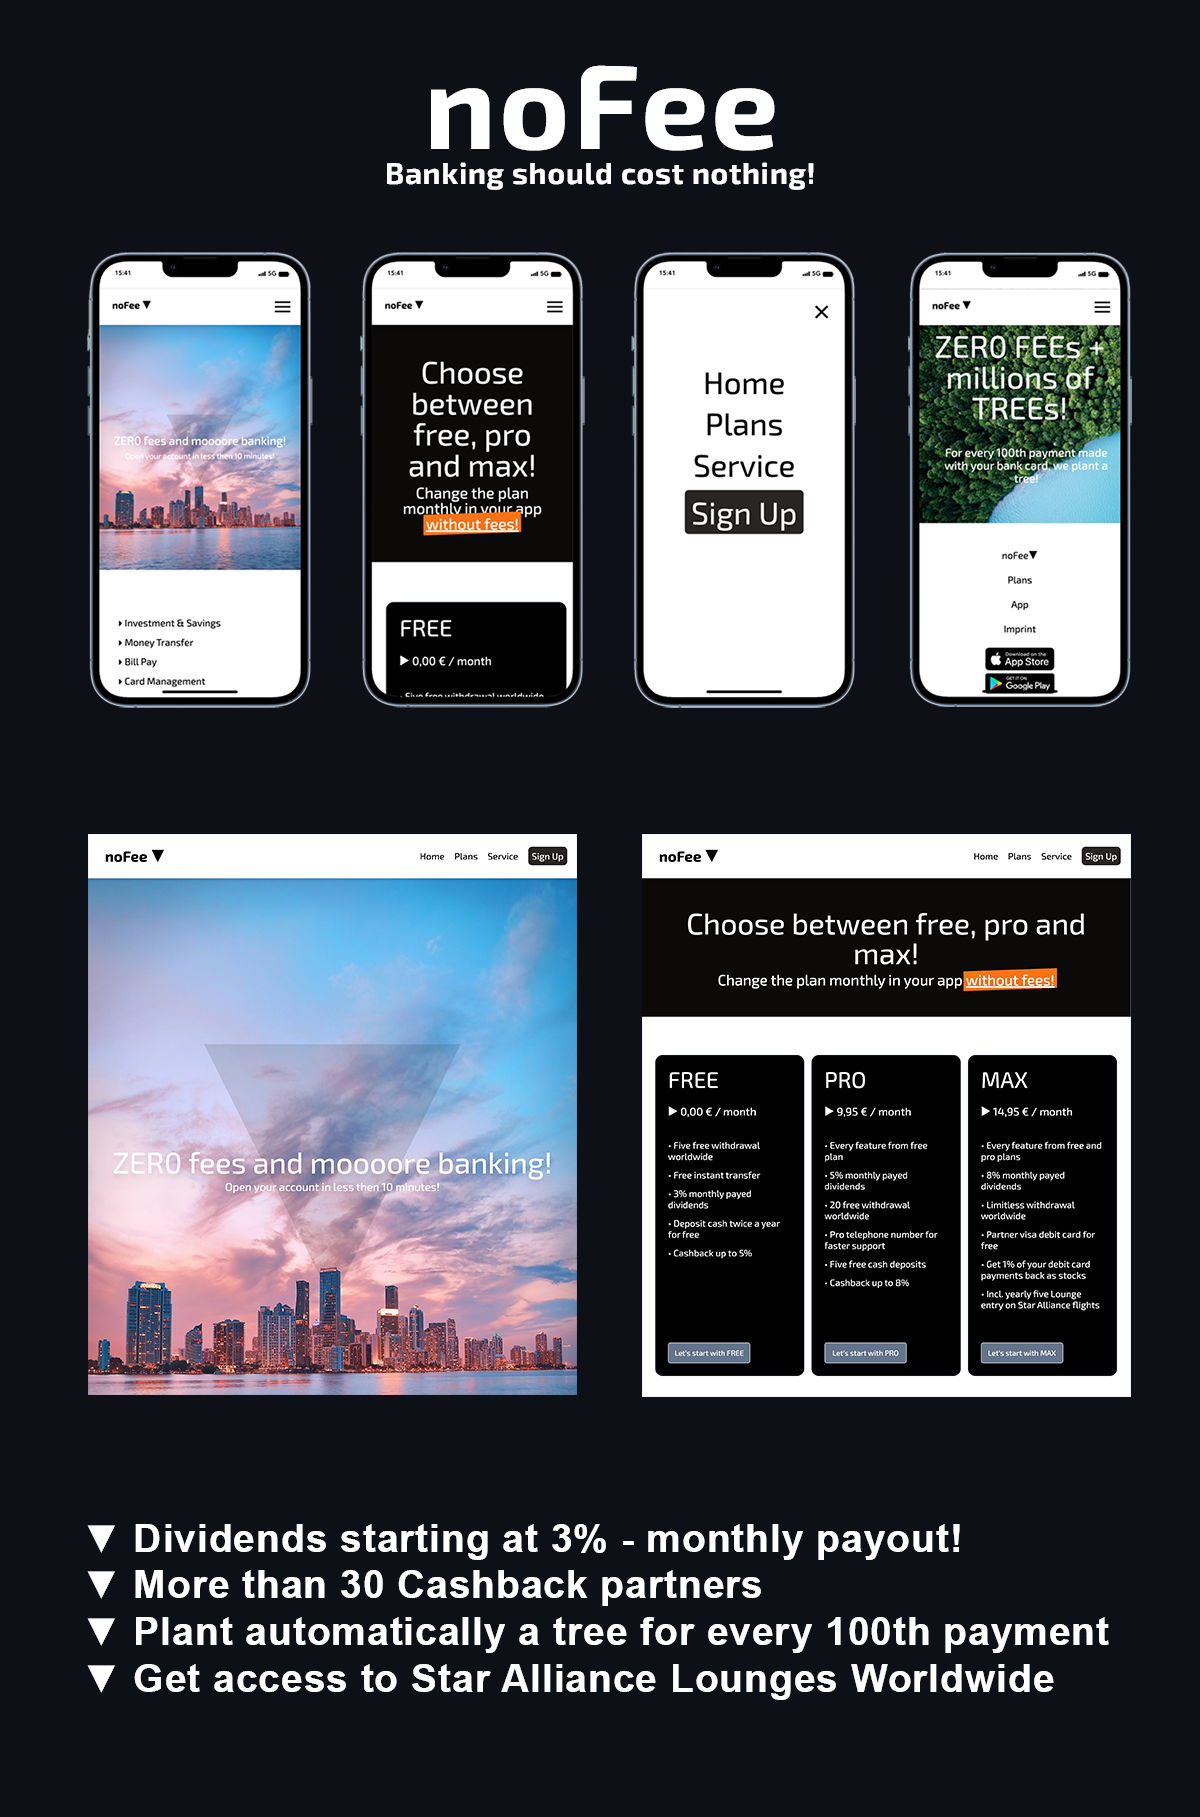 noFee
Banking should cost nothing!
15:41
5G
noFee
ZERO fees and moooore banking!
Open your account in less then 10 minutes!
Investment & Savings
Money Transfer
Bill Pay
Card Management
15:41
5G
noFee
Choose
between
free, pro
and max!
Change the plan
monthly in your app
without fees!
FREE
▶ 0,00 € / month
• Five free withdrawal worldwide
15:41
5G
Home
Plans
Service
Sign Up
15:41
5G
noFee
ZERO FEEs +
millions of
TREEs!
For every 100th payment made
with your bank card, we plant a
tree!
noFee
Plans
App
Imprint
Download on the
App Store
GET IT ON
Google Play
noFee
Home Plans Service Sign Up
ZERO fees and moooore banking!
Open your account in less then 10 minutes!
noFee
Home Plans Service Sign Up
Choose between free, pro and
max!
Change the plan monthly in your app without fees!
FREE
▶ 0,00 € / month
• Five free withdrawal
worldwide
• Free instant transfer
• 3% monthly payed
dividends
• Deposit cash twice a year
for free
• Cashback up to 5%
Let's start with FREE
PRO
▶ 9,95 € / month
• Every feature from free
plan
• 5% monthly payed
dividends
• 20 free withdrawal
worldwide
• Pro telephone number for
faster support
• Five free cash deposits
• Cashback up to 8%
Let's start with PRO
MAX
▶ 14,95 € / month
• Every feature from free and
pro plans
• 8% monthly payed
dividends
• Limitless withdrawal
worldwide
• Partner visa debit card for
free
• Get 1% of your debit card
payments back as stocks
• Incl. yearly five Lounge
entry on Star Alliance flights
Let's start with MAX
▼ Dividends starting at 3% - monthly payout!
▼ More than 30 Cashback partners
▼ Plant automatically a tree for every 100th payment
▼ Get access to Star Alliance Lounges Worldwide